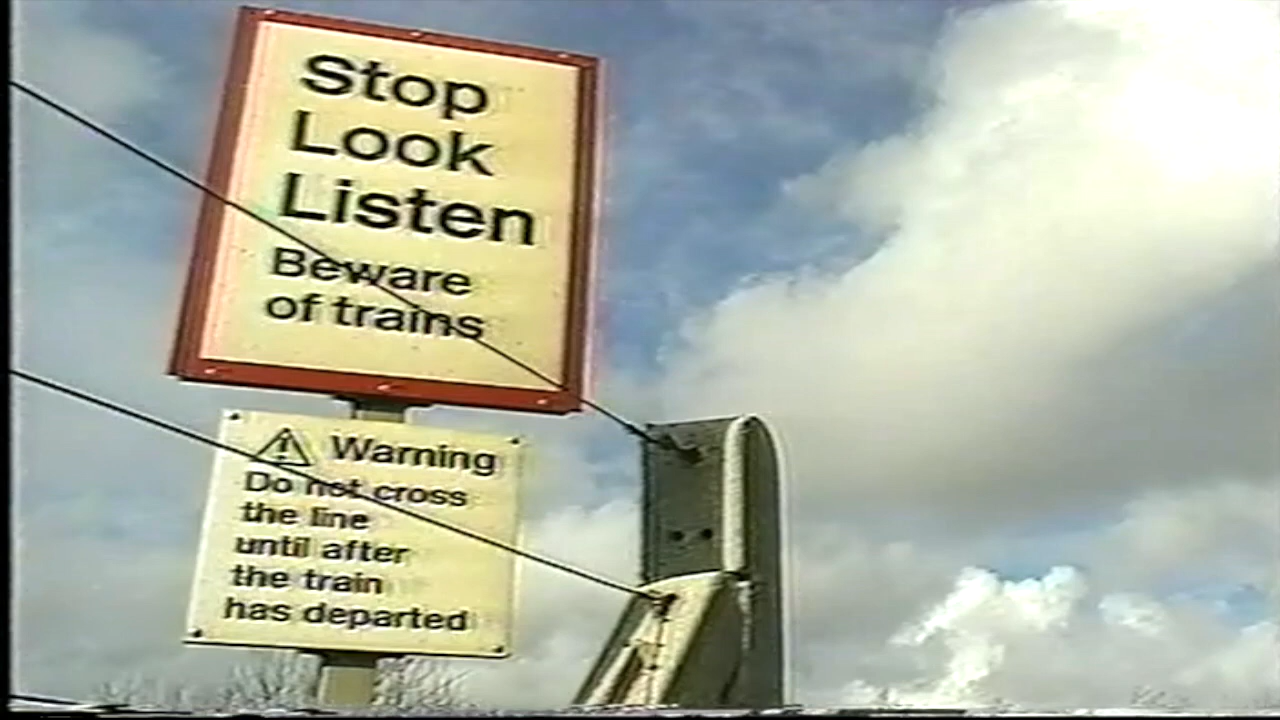 Stop
Look
Listen
Beware
of trains
Warning
Do not cross
the line
until after
the train
has departed